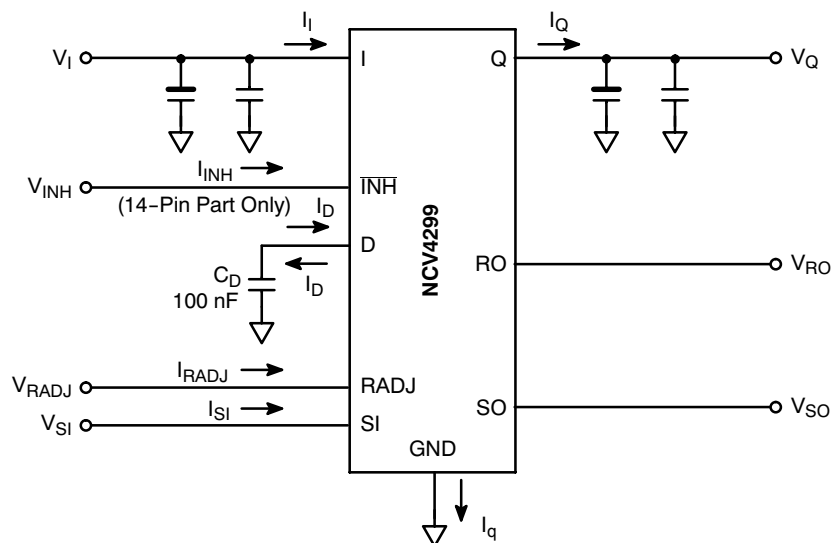 I_I
I_Q
V_I
I
Q
V_Q
I_INH
V_INH
INH
(14-Pin Part Only)
I_D
D
I_D
C_D
100 nF
NCV4299
RO
V_RO
I_RADJ
V_RADJ
RADJ
I_SI
V_SI
SI
SO
V_SO
GND
I_q